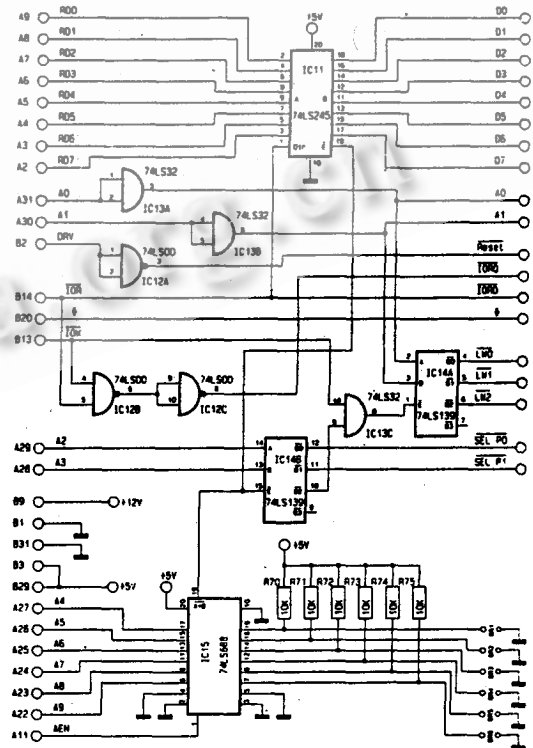 A9 RD0 +5V D0
A8 RD1 D1
A7 RD2 IC11 D2
A6 RD3 D3
A5 RD4 74LS245 D4
A4 RD5 D5
A3 RD6 D6
A2 RD7 D7
74LS32
A31 A0 IC13A A0
A30 A1 74LS32 A1
B2 DRV IC13B
74LS00 Reset
IC12A IORQ
B14 IOR IORD
B20
B13 IOW
74LS00 74LS00 74LS32 IC14A LW0
IC12B IC12C IC13C 74LS139 LW1
LW2
A29 A2 IC14B SEL P0
A28 A3 74LS139 SEL P1
B9 +12V
B1
B31
B3
B29 +5V
+5V
R70 R71 R72 R73 R74 R75
10K 10K 10K 10K 10K 10K
+5V
A27 A4
A26 A5
A25 A6 IC15
A24 A7 74LS688
A23 A8
A22 A9
A11 AEN